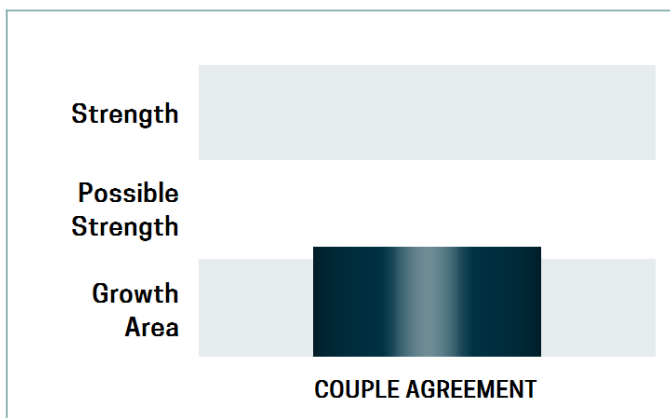 Strength
Possible
Strength
Growth
Area
COUPLE AGREEMENT